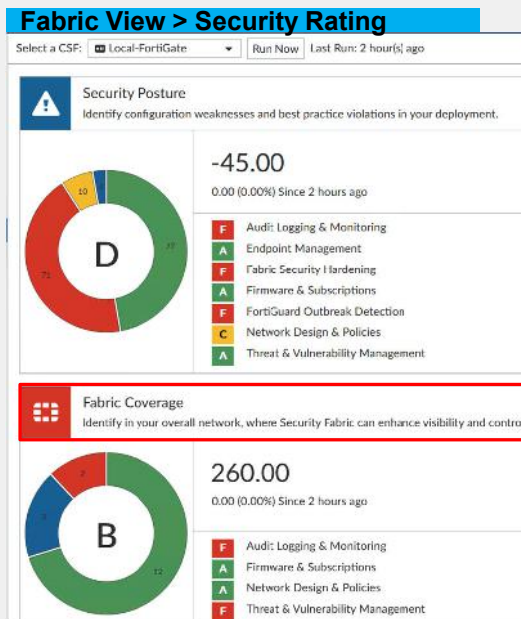 Fabric View > Security Rating
Select a CSF: Local-FortiGate Run Now Last Run: 2 hour(s) ago
Security Posture
Identify configuration weaknesses and best practice violations in your deployment.
-45.00
0.00 (0.00%) Since 2 hours ago
10
71
D
F Audit Logging & Monitoring
A Endpoint Management
F Fabric Security Hardening
A Firmware & Subscriptions
F FortiGuard Outbreak Detection
C Network Design & Policies
A Threat & Vulnerability Management
Fabric Coverage
Identify in your overall network, where Security Fabric can enhance visibility and contro
260.00
0.00 (0.00%) Since 2 hours ago
B
12
F Audit Logging & Monitoring
A Firmware & Subscriptions
A Network Design & Policies
F Threat & Vulnerability Management